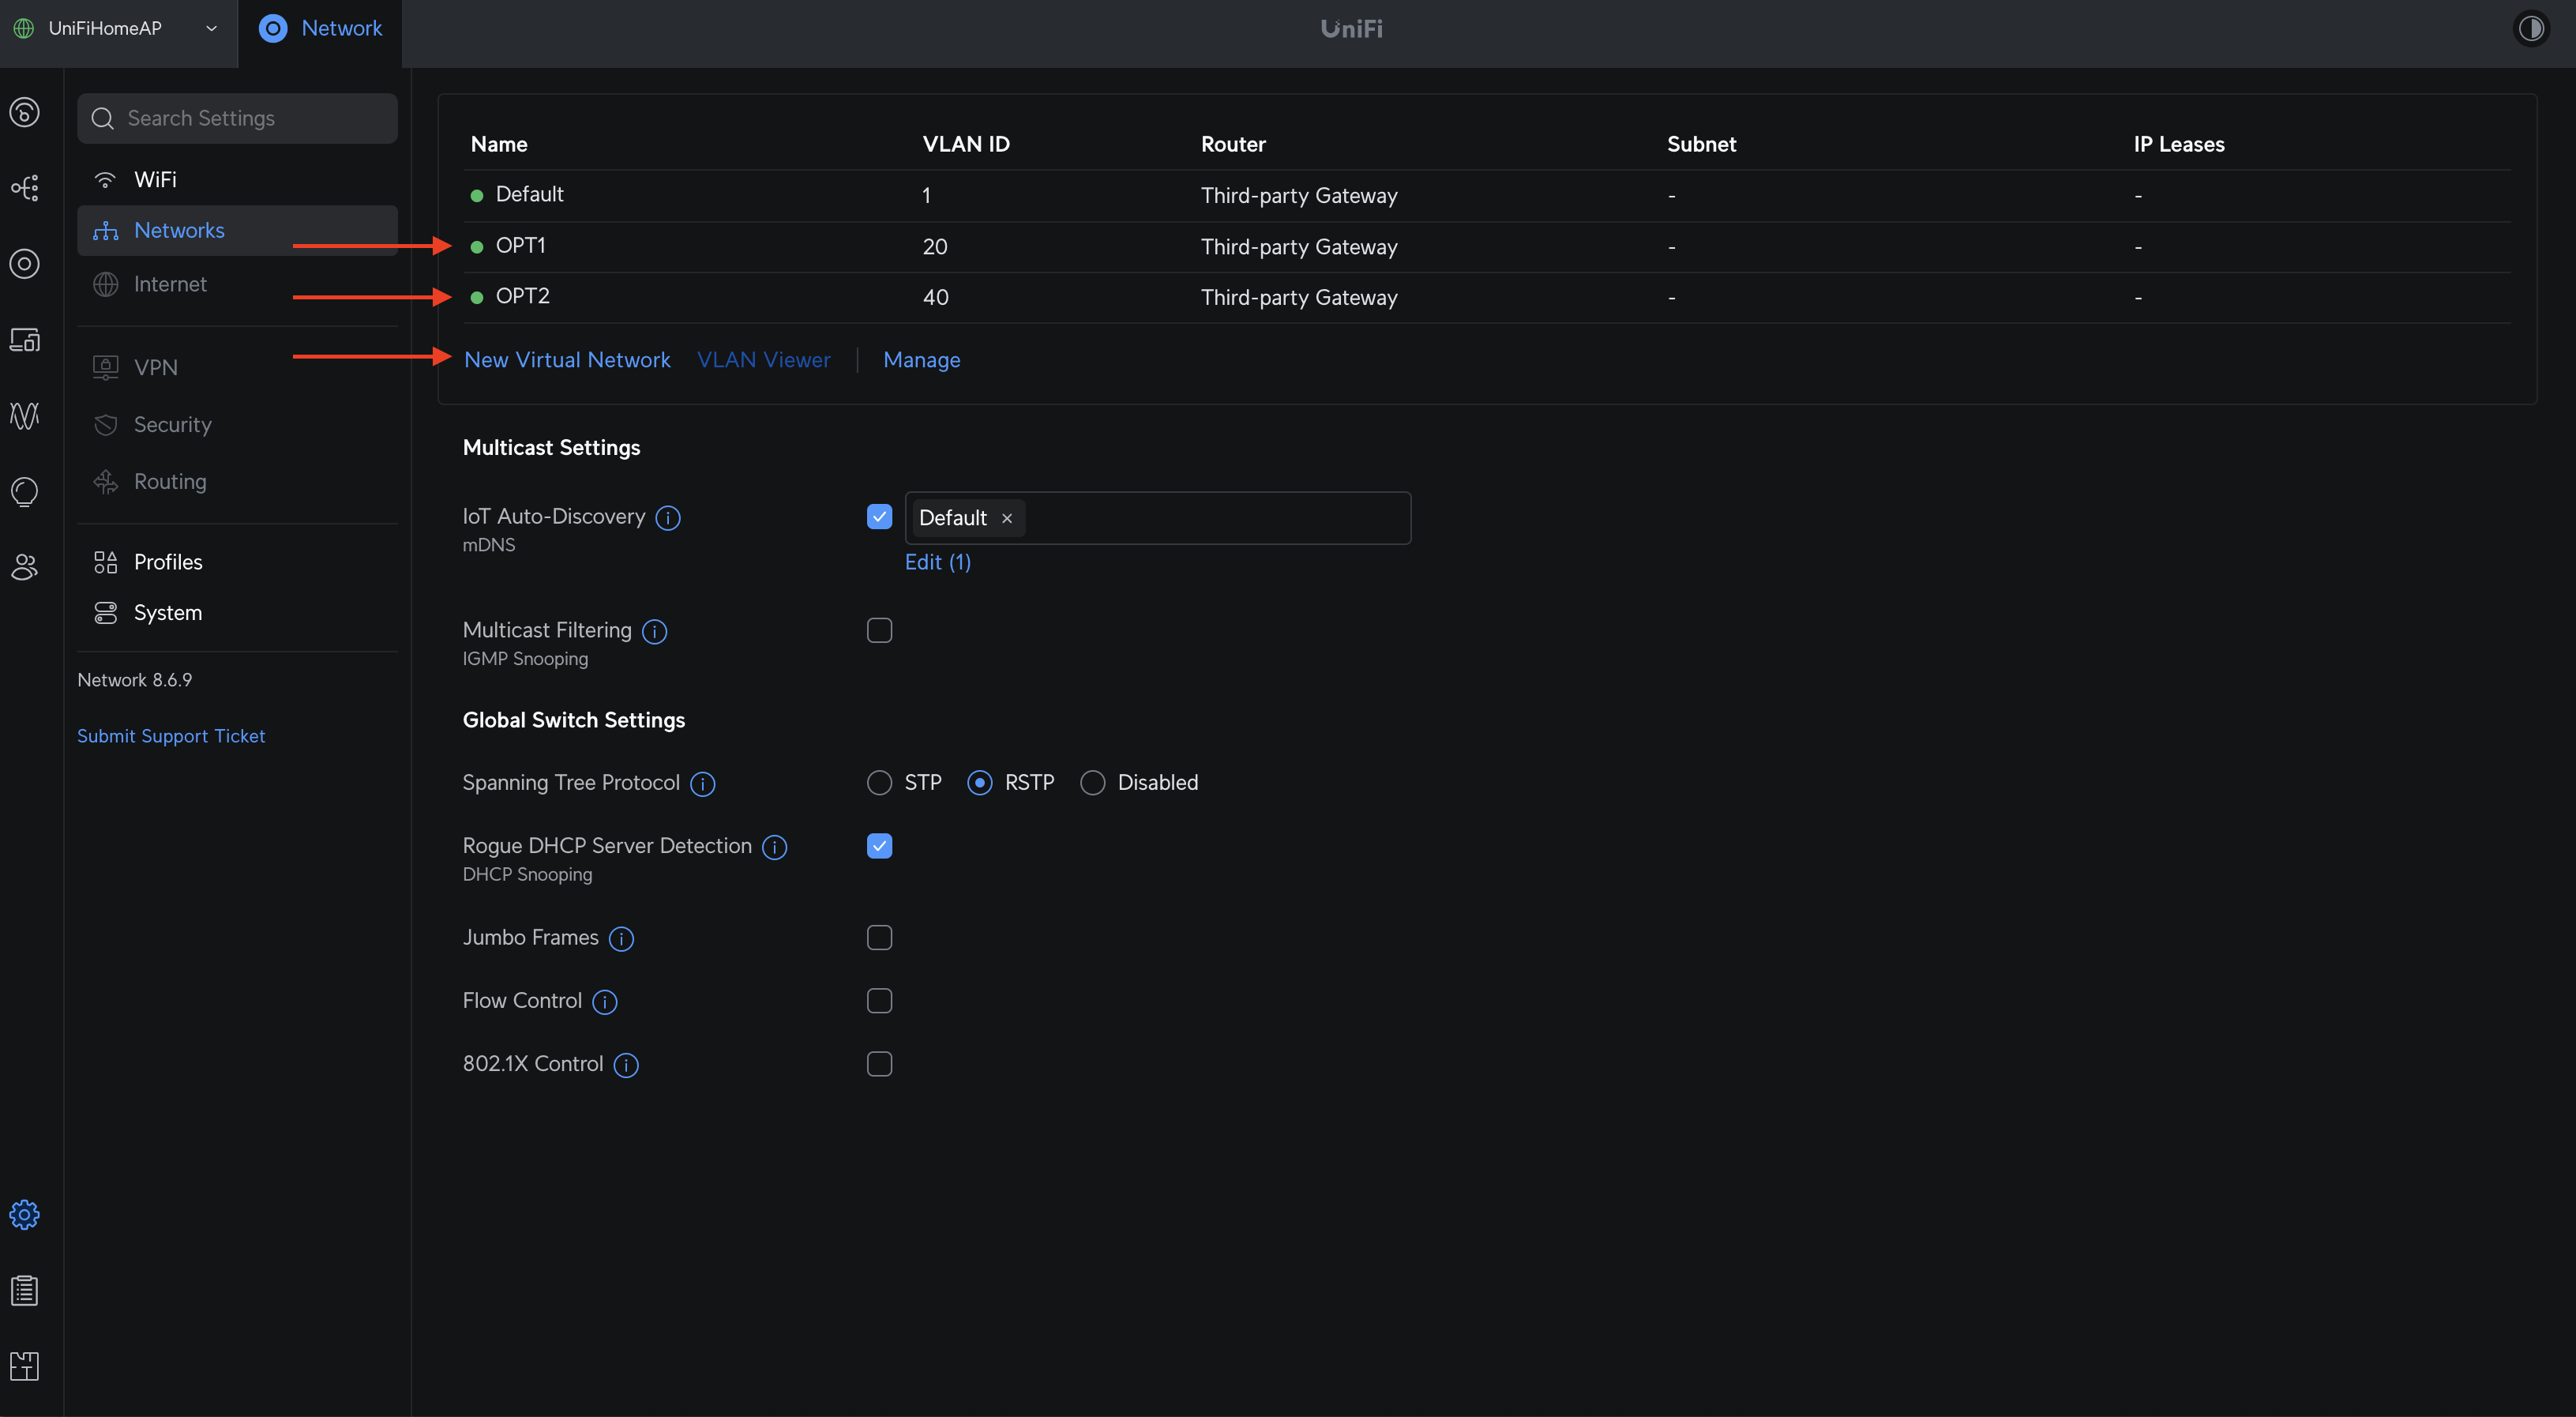 UniFiHomeAP
Network
UniFi
Search Settings
WiFi
Networks
Internet
VPN
Security
Routing
Profiles
System
Network 8.6.9
Submit Support Ticket
Name VLAN ID Router Subnet IP Leases
Default 1 Third-party Gateway - -
OPT1 20 Third-party Gateway - -
OPT2 40 Third-party Gateway - -
New Virtual Network VLAN Viewer | Manage
Multicast Settings
IoT Auto-Discovery
mDNS
Default ×
Edit (1)
Multicast Filtering
IGMP Snooping
Global Switch Settings
Spanning Tree Protocol STP RSTP Disabled
Rogue DHCP Server Detection
DHCP Snooping
Jumbo Frames
Flow Control
802.1X Control